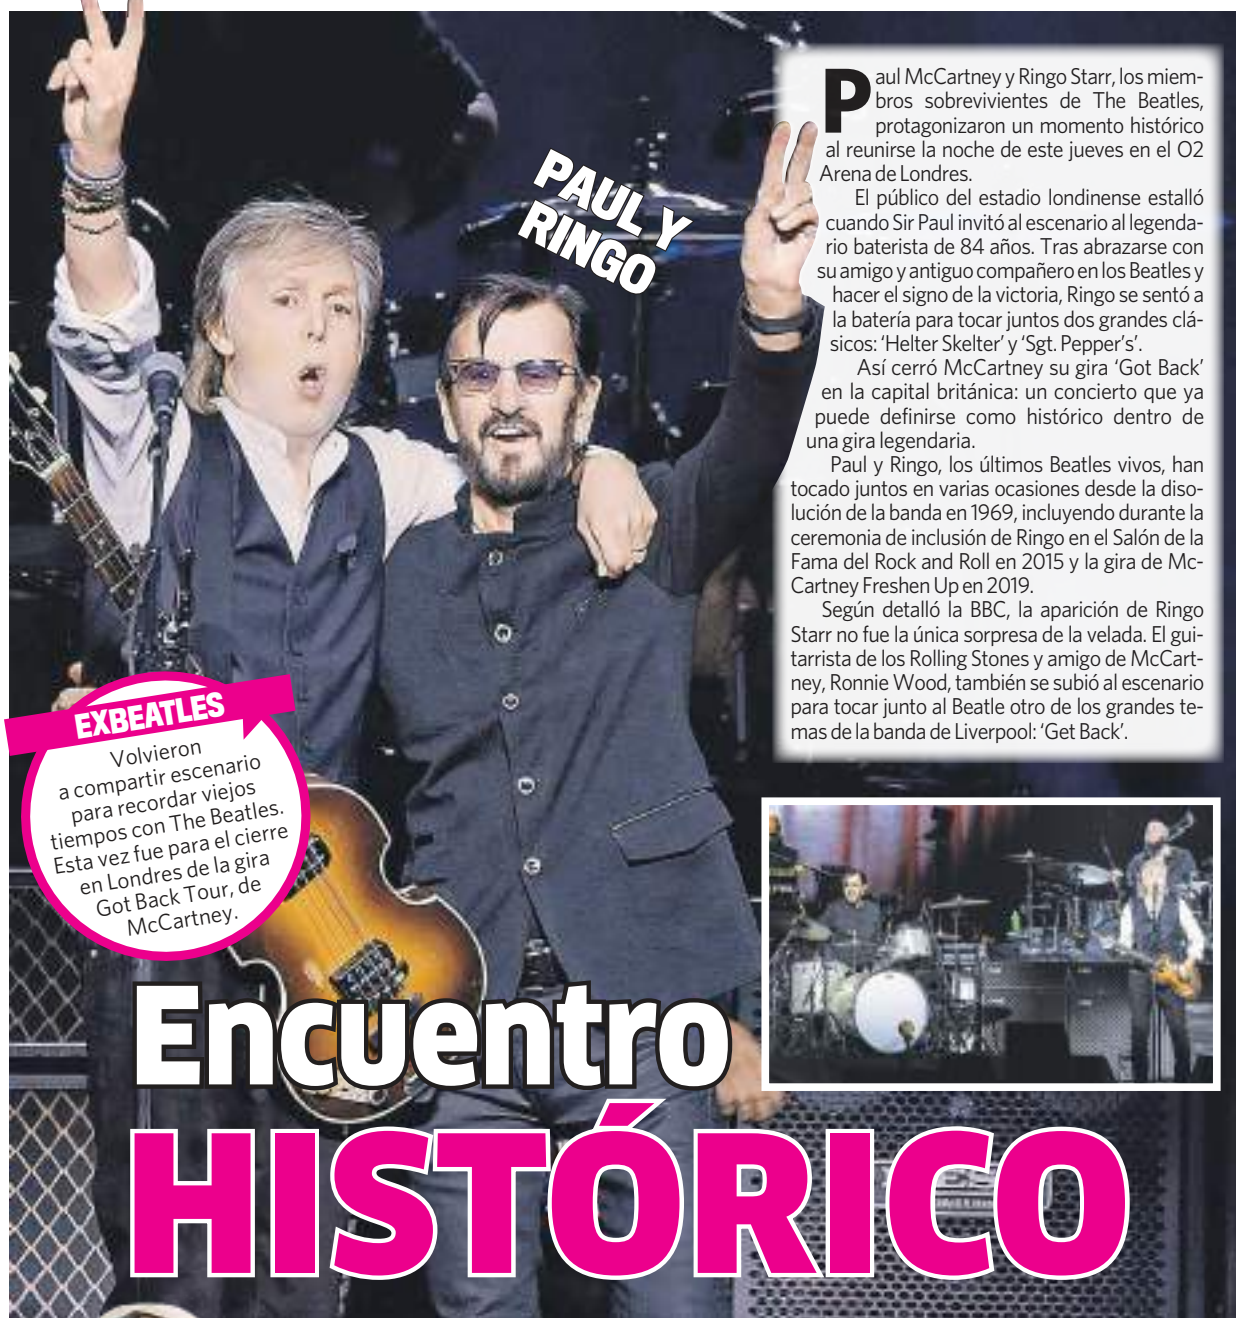 PAUL Y
RINGO
Paul McCartney y Ringo Starr, los miem-
bros sobrevivientes de The Beatles,
protagonizaron un momento histórico
al reunirse la noche de este jueves en el O2
Arena de Londres.
El público del estadio londinense estalló
cuando Sir Paul invitó al escenario al legenda-
rio baterista de 84 años. Tras abrazarse con
su amigo y antiguo compañero en los Beatles y
hacer el signo de la victoria, Ringo se sentó a
la batería para tocar juntos dos grandes clá-
sicos: ‘Helter Skelter’ y ‘Sgt. Pepper’s’.
Así cerró McCartney su gira ‘Got Back’
en la capital británica: un concierto que ya
puede definirse como histórico dentro de
una gira legendaria.
Paul y Ringo, los últimos Beatles vivos, han
tocado juntos en varias ocasiones desde la diso-
lución de la banda en 1969, incluyendo durante la
ceremonia de inclusión de Ringo en el Salón de la
Fama del Rock and Roll en 2015 y la gira de Mc-
Cartney Freshen Up en 2019.
Según detalló la BBC, la aparición de Ringo
Starr no fue la única sorpresa de la velada. El gui-
tarrista de los Rolling Stones y amigo de McCart-
ney, Ronnie Wood, también se subió al escenario
para tocar junto al Beatle otro de los grandes te-
mas de la banda de Liverpool: ‘Get Back’.
EXBEATLES
Volvieron
a compartir escenario
para recordar viejos
tiempos con The Beatles.
Esta vez fue para el cierre
en Londres de la gira
Got Back Tour, de
McCartney.
Encuentro
HISTÓRICO